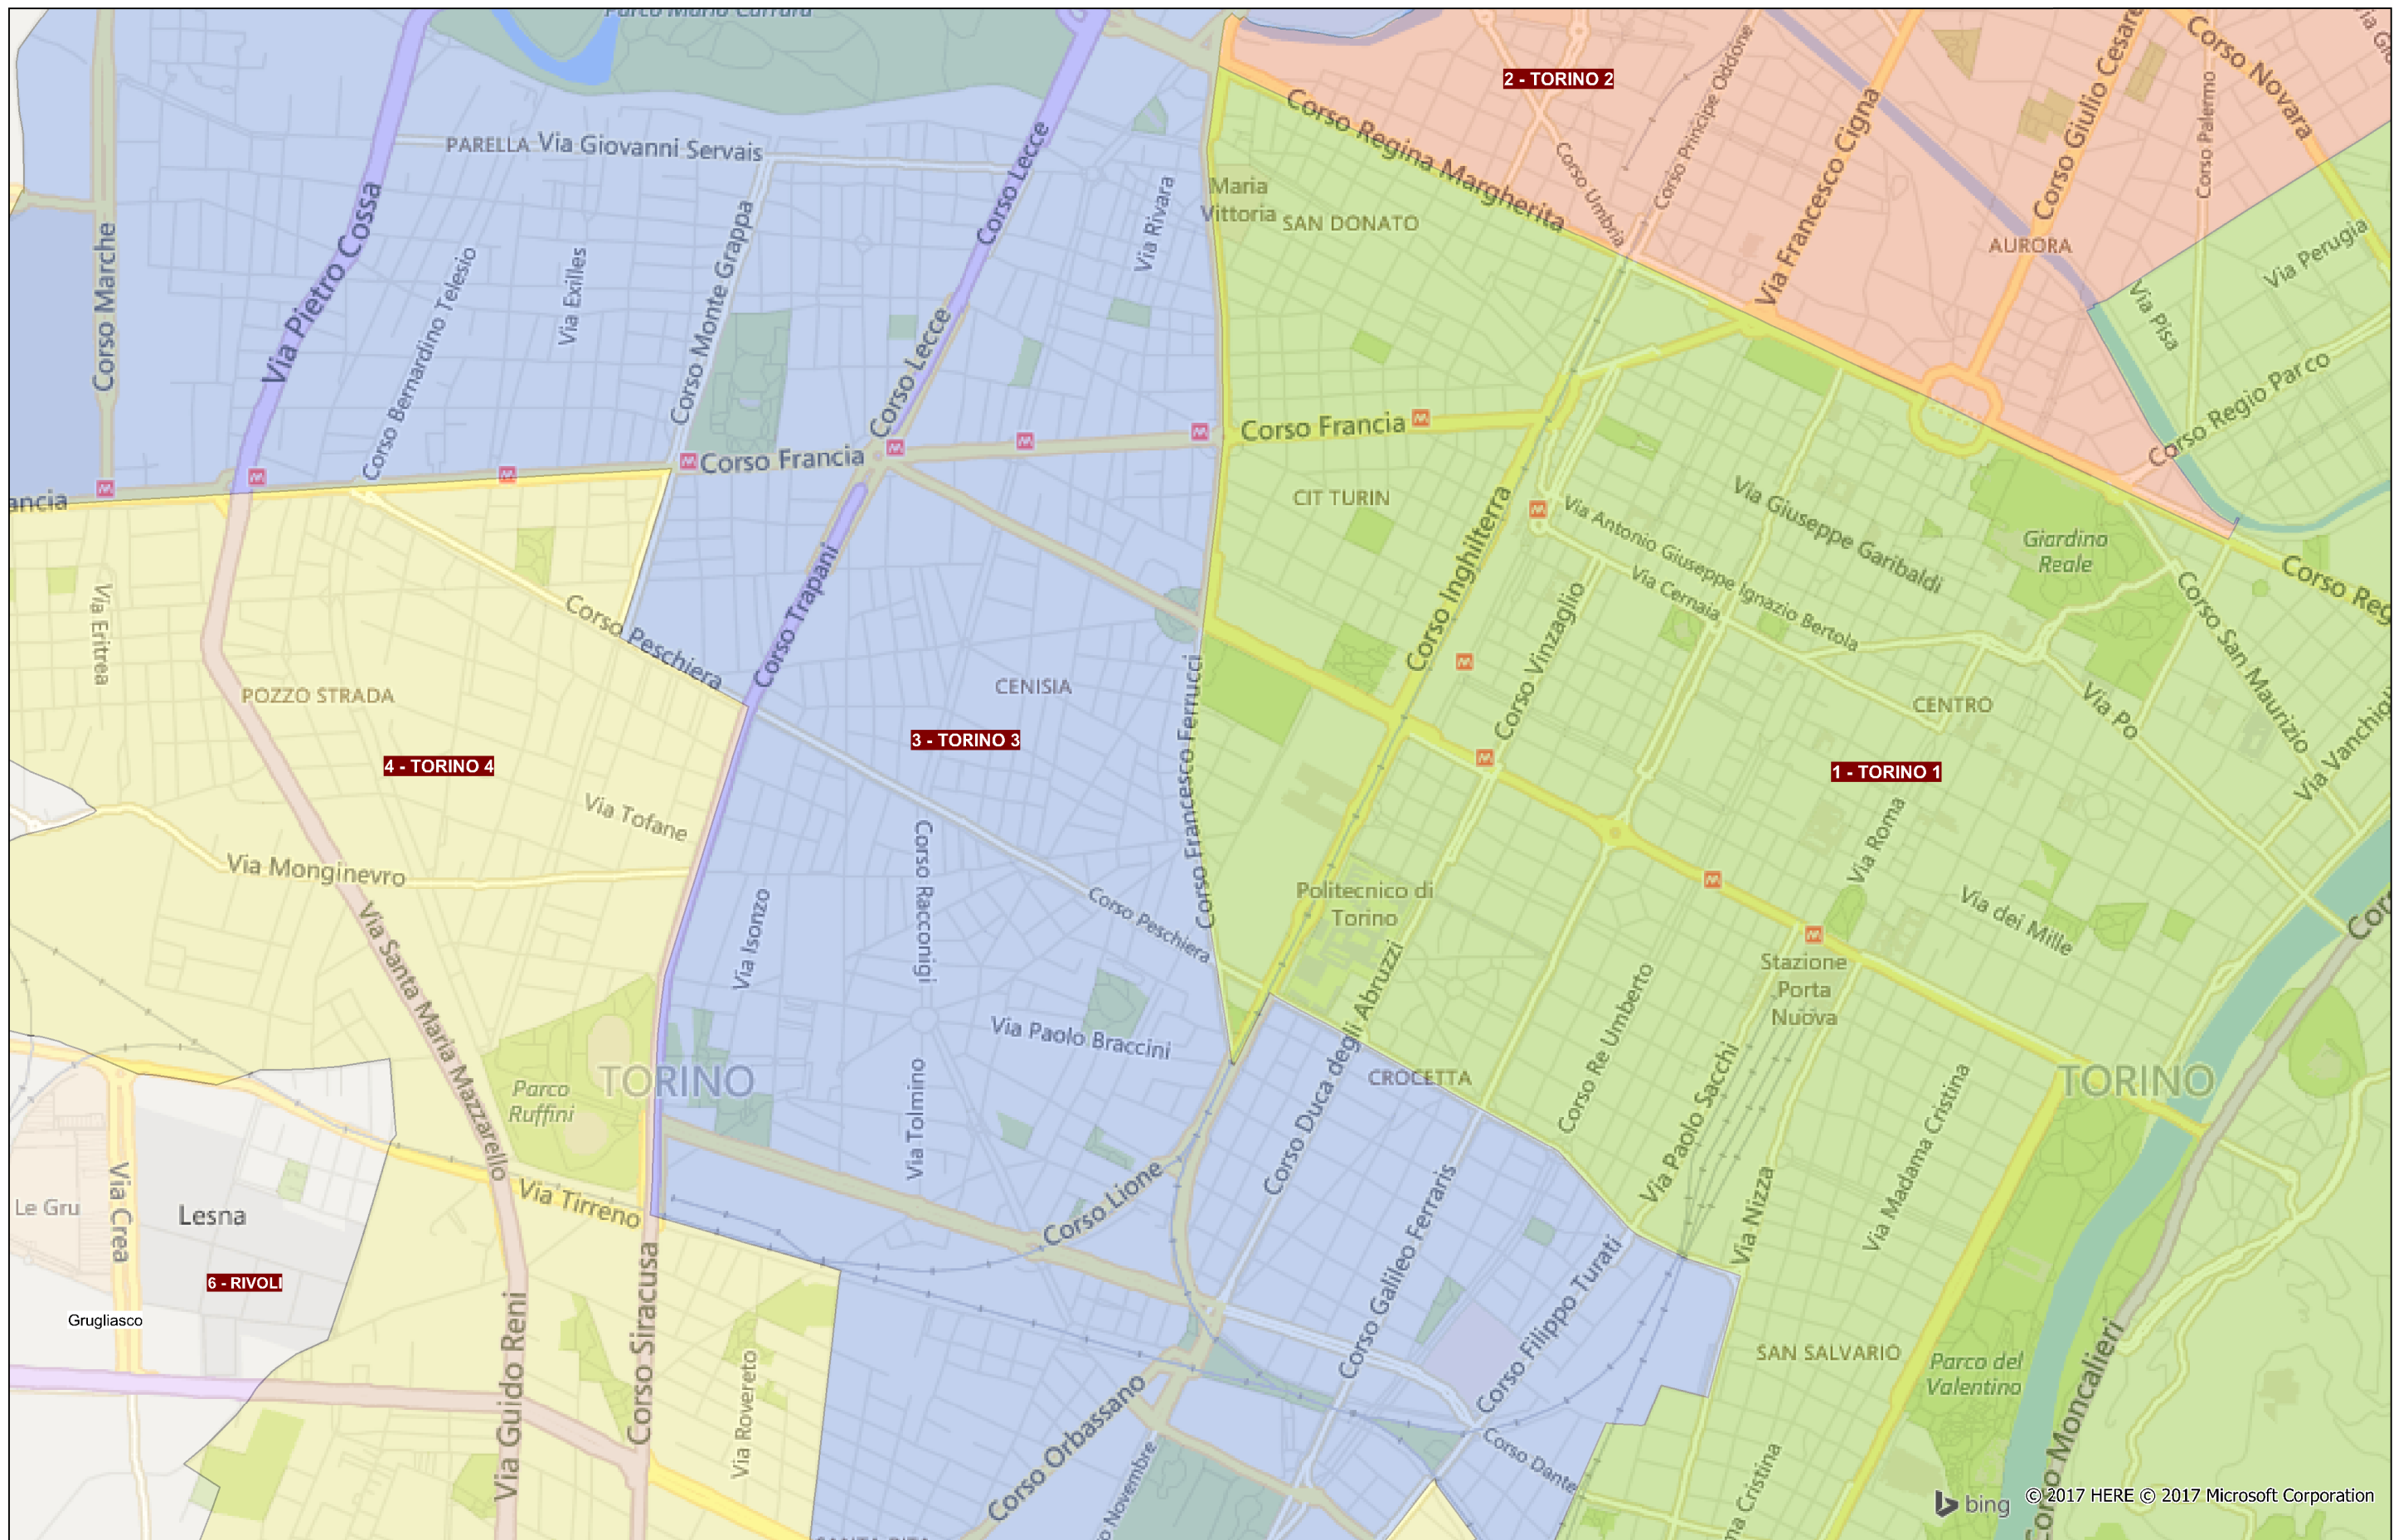 Parco Mario Carrara
2 - TORINO 2
Corso Novara
Corso Giulio Cesare
Corso Palermo
Corso Principe Oddone
Corso Umbria
Via Francesco Cigna
Corso Regina Margherita
PARELLA
Via Giovanni Servais
Corso Lecce
Via Rivara
Maria
Vittoria
SAN DONATO
AURORA
Via Perugia
Via Pisa
Corso Regio Parco
Corso Marche
Via Pietro Cossa
Corso Bernardino Telesio
Via Exilles
Corso Monte Grappa
Corso Lecce
Corso Francia
Corso Francia
ancia
CIT TURIN
Corso Inghilterra
Via Antonio Giuseppe Ignazio Bertola
Via Giuseppe Garibaldi
Via Cernaia
Giardino
Reale
Corso Reg
Corso San Maurizio
Via Eritrea
Corso Peschiera
Corso Trapani
POZZO STRADA
CENISIA
Corso Francesco Ferrucci
Corso Vinzaglio
CENTRO
Via Po
Via Vanchigl
4 - TORINO 4
3 - TORINO 3
1 - TORINO 1
Via Tofane
Via Roma
Via Monginevro
Corso Racconigi
Via Isonzo
Corso Peschiera
Politecnico di
Torino
Via dei Mille
Via Santa Maria Mazzarello
Stazione
Porta
Nuova
Via Paolo Braccini
Corso Duca degli Abruzzi
Corso Re Umberto
CROCETTA
TORINO
TORINO
Parco
Ruffini
Via Tolmino
Via Paolo Sacchi
Via Madama Cristina
Via Nizza
Via Crea
Le Gru
Lesna
Via Tirreno
Corso Lione
Corso Galileo Ferraris
Corso Filippo Turati
6 - RIVOLI
Grugliasco
Via Guido Reni
Corso Siracusa
Via Rovereto
SAN SALVARIO
Parco del
Valentino
Corso Moncalieri
Corso Orbassano
Corso Dante
o Novembre
ma Cristina
bing
© 2017 HERE © 2017 Microsoft Corporation